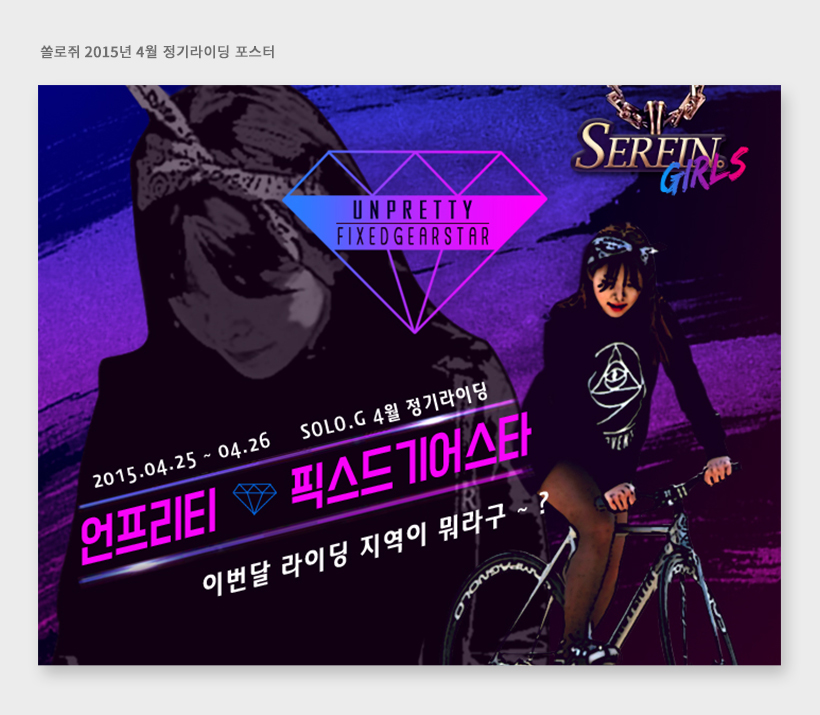 쏠로쥐 2015년 4월 정기라이딩 포스터
SEREIN.
GIRLS
UNPRETTY
FIXEDGEARSTAR
2015.04.25 ~ 04.26 SOLO.G 4월 정기라이딩
언프리티 픽스드기어스타
이번달 라이딩 지역이 뭐라구 ~ ?